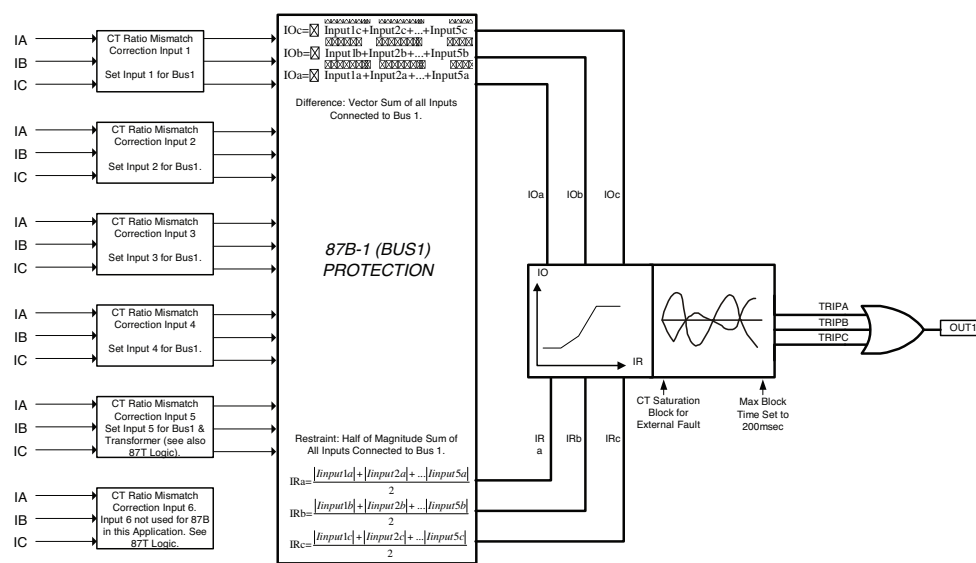 IA
IB
IC
CT Ratio Mismatch
Correction Input 1
Set Input 1 for Bus1
IA
IB
IC
CT Ratio Mismatch
Correction Input 2
Set Input 2 for Bus1.
IA
IB
IC
CT Ratio Mismatch
Correction Input 3
Set Input 3 for Bus1.
IA
IB
IC
CT Ratio Mismatch
Correction Input 4
Set Input 4 for Bus1.
IA
IB
IC
CT Ratio Mismatch
Correction Input 5
Set Input 5 for Bus1 &
Transformer (see also
87T Logic).
IA
IB
IC
CT Ratio Mismatch
Correction Input 6.
Input 6 not used for 87B
in this Application. See
87T Logic.
IOc= Input1c+Input2c+...+Input5c
IOb= Input1b+Input2b+...+Input5b
IOa= Input1a+Input2a+...+Input5a
Difference: Vector Sum of all Inputs
Connected to Bus 1.
87B-1 (BUS1)
PROTECTION
Restraint: Half of Magnitude Sum of
All Inputs Connected to Bus 1.
IRa=|Iinput1a|+|Iinput2a|+...|Iinput5a|
2
IRb=|Iinput1b|+|Iinput2b|+...|Iinput5b|
2
IRc=|Iinput1c|+|Iinput2c|+...|Iinput5c|
2
IOa
IOb
IOc
IO
IR
IR
a
IRb
IRc
CT Saturation
Block for
External Fault
Max Block
Time Set to
200msec
TRIPA
TRIPB
TRIPC
OUT1